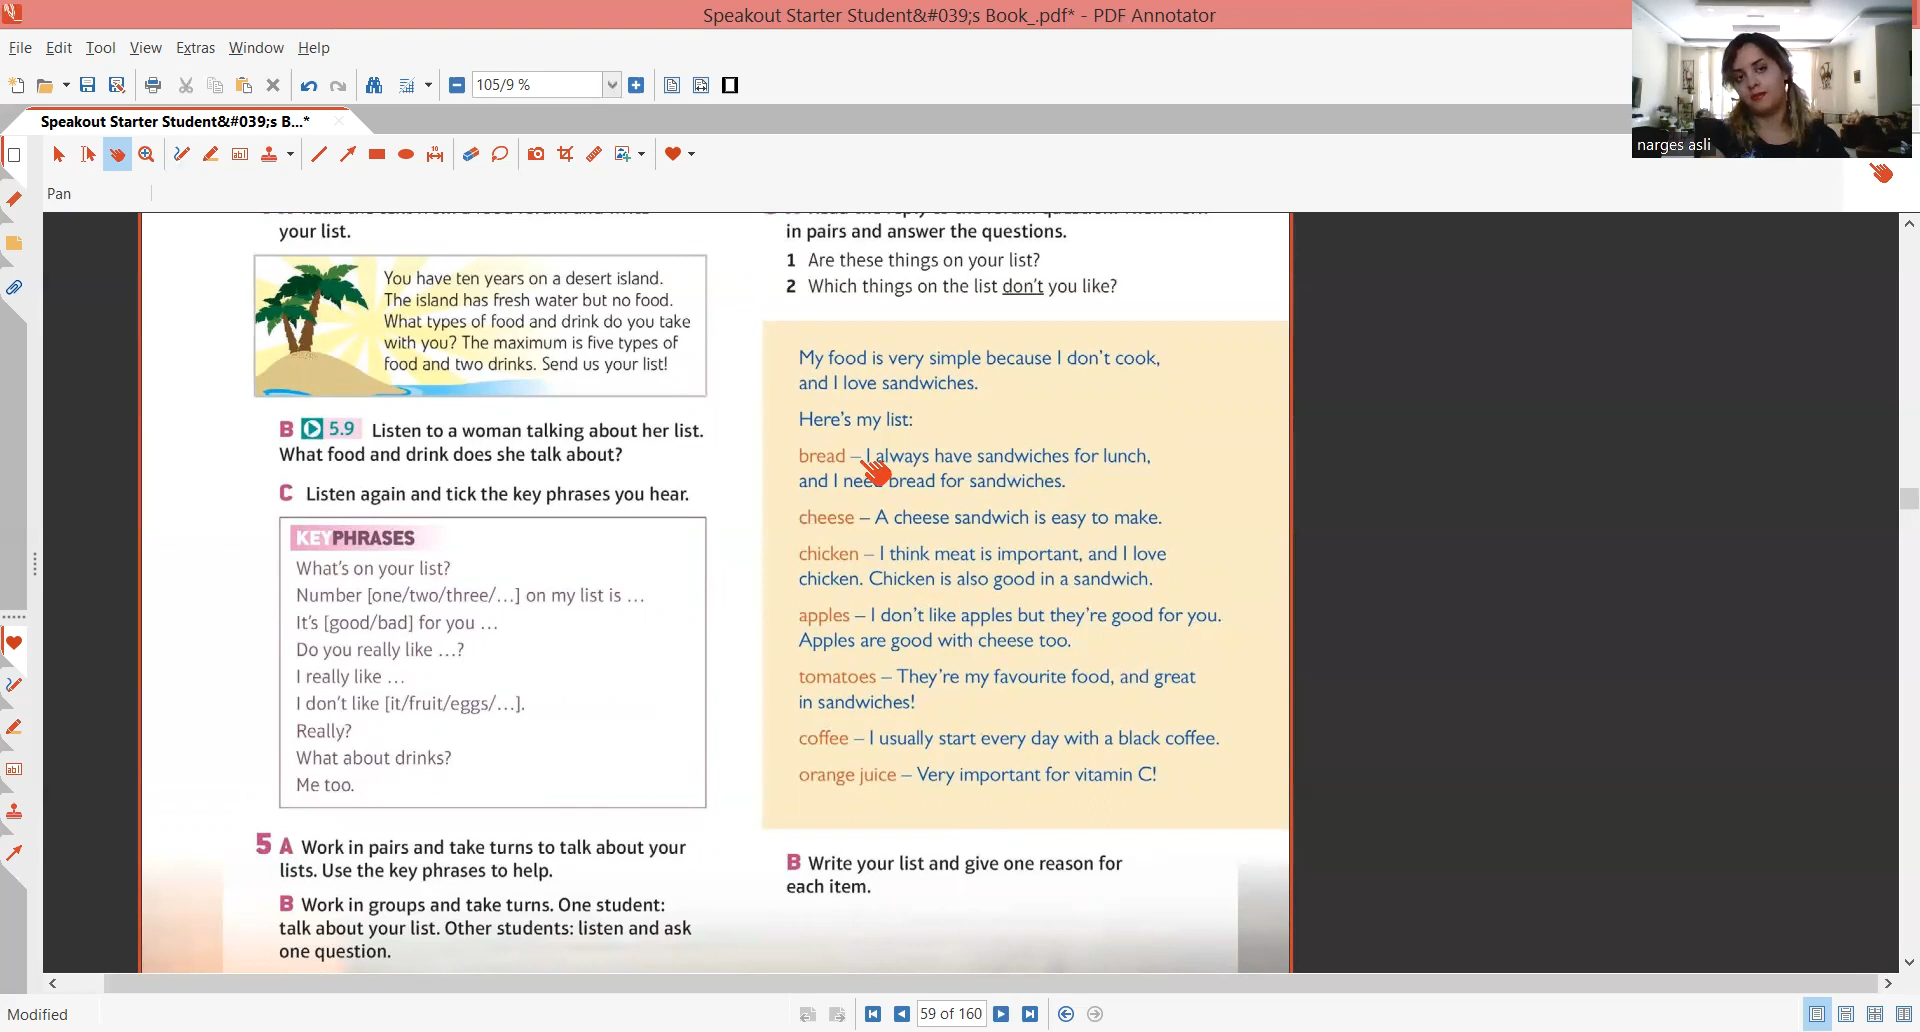 Speakout Starter Student&#039;s Book_.pdf* - PDF Annotator
File Edit Tool View Extras Window Help
105/9 %
Speakout Starter Student&#039;s B...*
Pan
narges asli
your list.
You have ten years on a desert island.
The island has fresh water but no food.
What types of food and drink do you take
with you? The maximum is five types of
food and two drinks. Send us your list!
B 5.9 Listen to a woman talking about her list.
What food and drink does she talk about?
C Listen again and tick the key phrases you hear.
KEYPHRASES
What's on your list?
Number [one/two/three/...] on my list is ...
It's [good/bad] for you ...
Do you really like ...?
I really like ...
I don't like [it/fruit/eggs/...].
Really?
What about drinks?
Me too.
5 A Work in pairs and take turns to talk about your
lists. Use the key phrases to help.
B Work in groups and take turns. One student:
talk about your list. Other students: listen and ask
one question.
in pairs and answer the questions.
1 Are these things on your list?
2 Which things on the list don't you like?
My food is very simple because I don't cook,
and I love sandwiches.
Here's my list:
bread – I always have sandwiches for lunch,
and I need bread for sandwiches.
cheese – A cheese sandwich is easy to make.
chicken – I think meat is important, and I love
chicken. Chicken is also good in a sandwich.
apples – I don't like apples but they're good for you.
Apples are good with cheese too.
tomatoes – They're my favourite food, and great
in sandwiches!
coffee – I usually start every day with a black coffee.
orange juice – Very important for vitamin C!
B Write your list and give one reason for
each item.
Modified
59 of 160